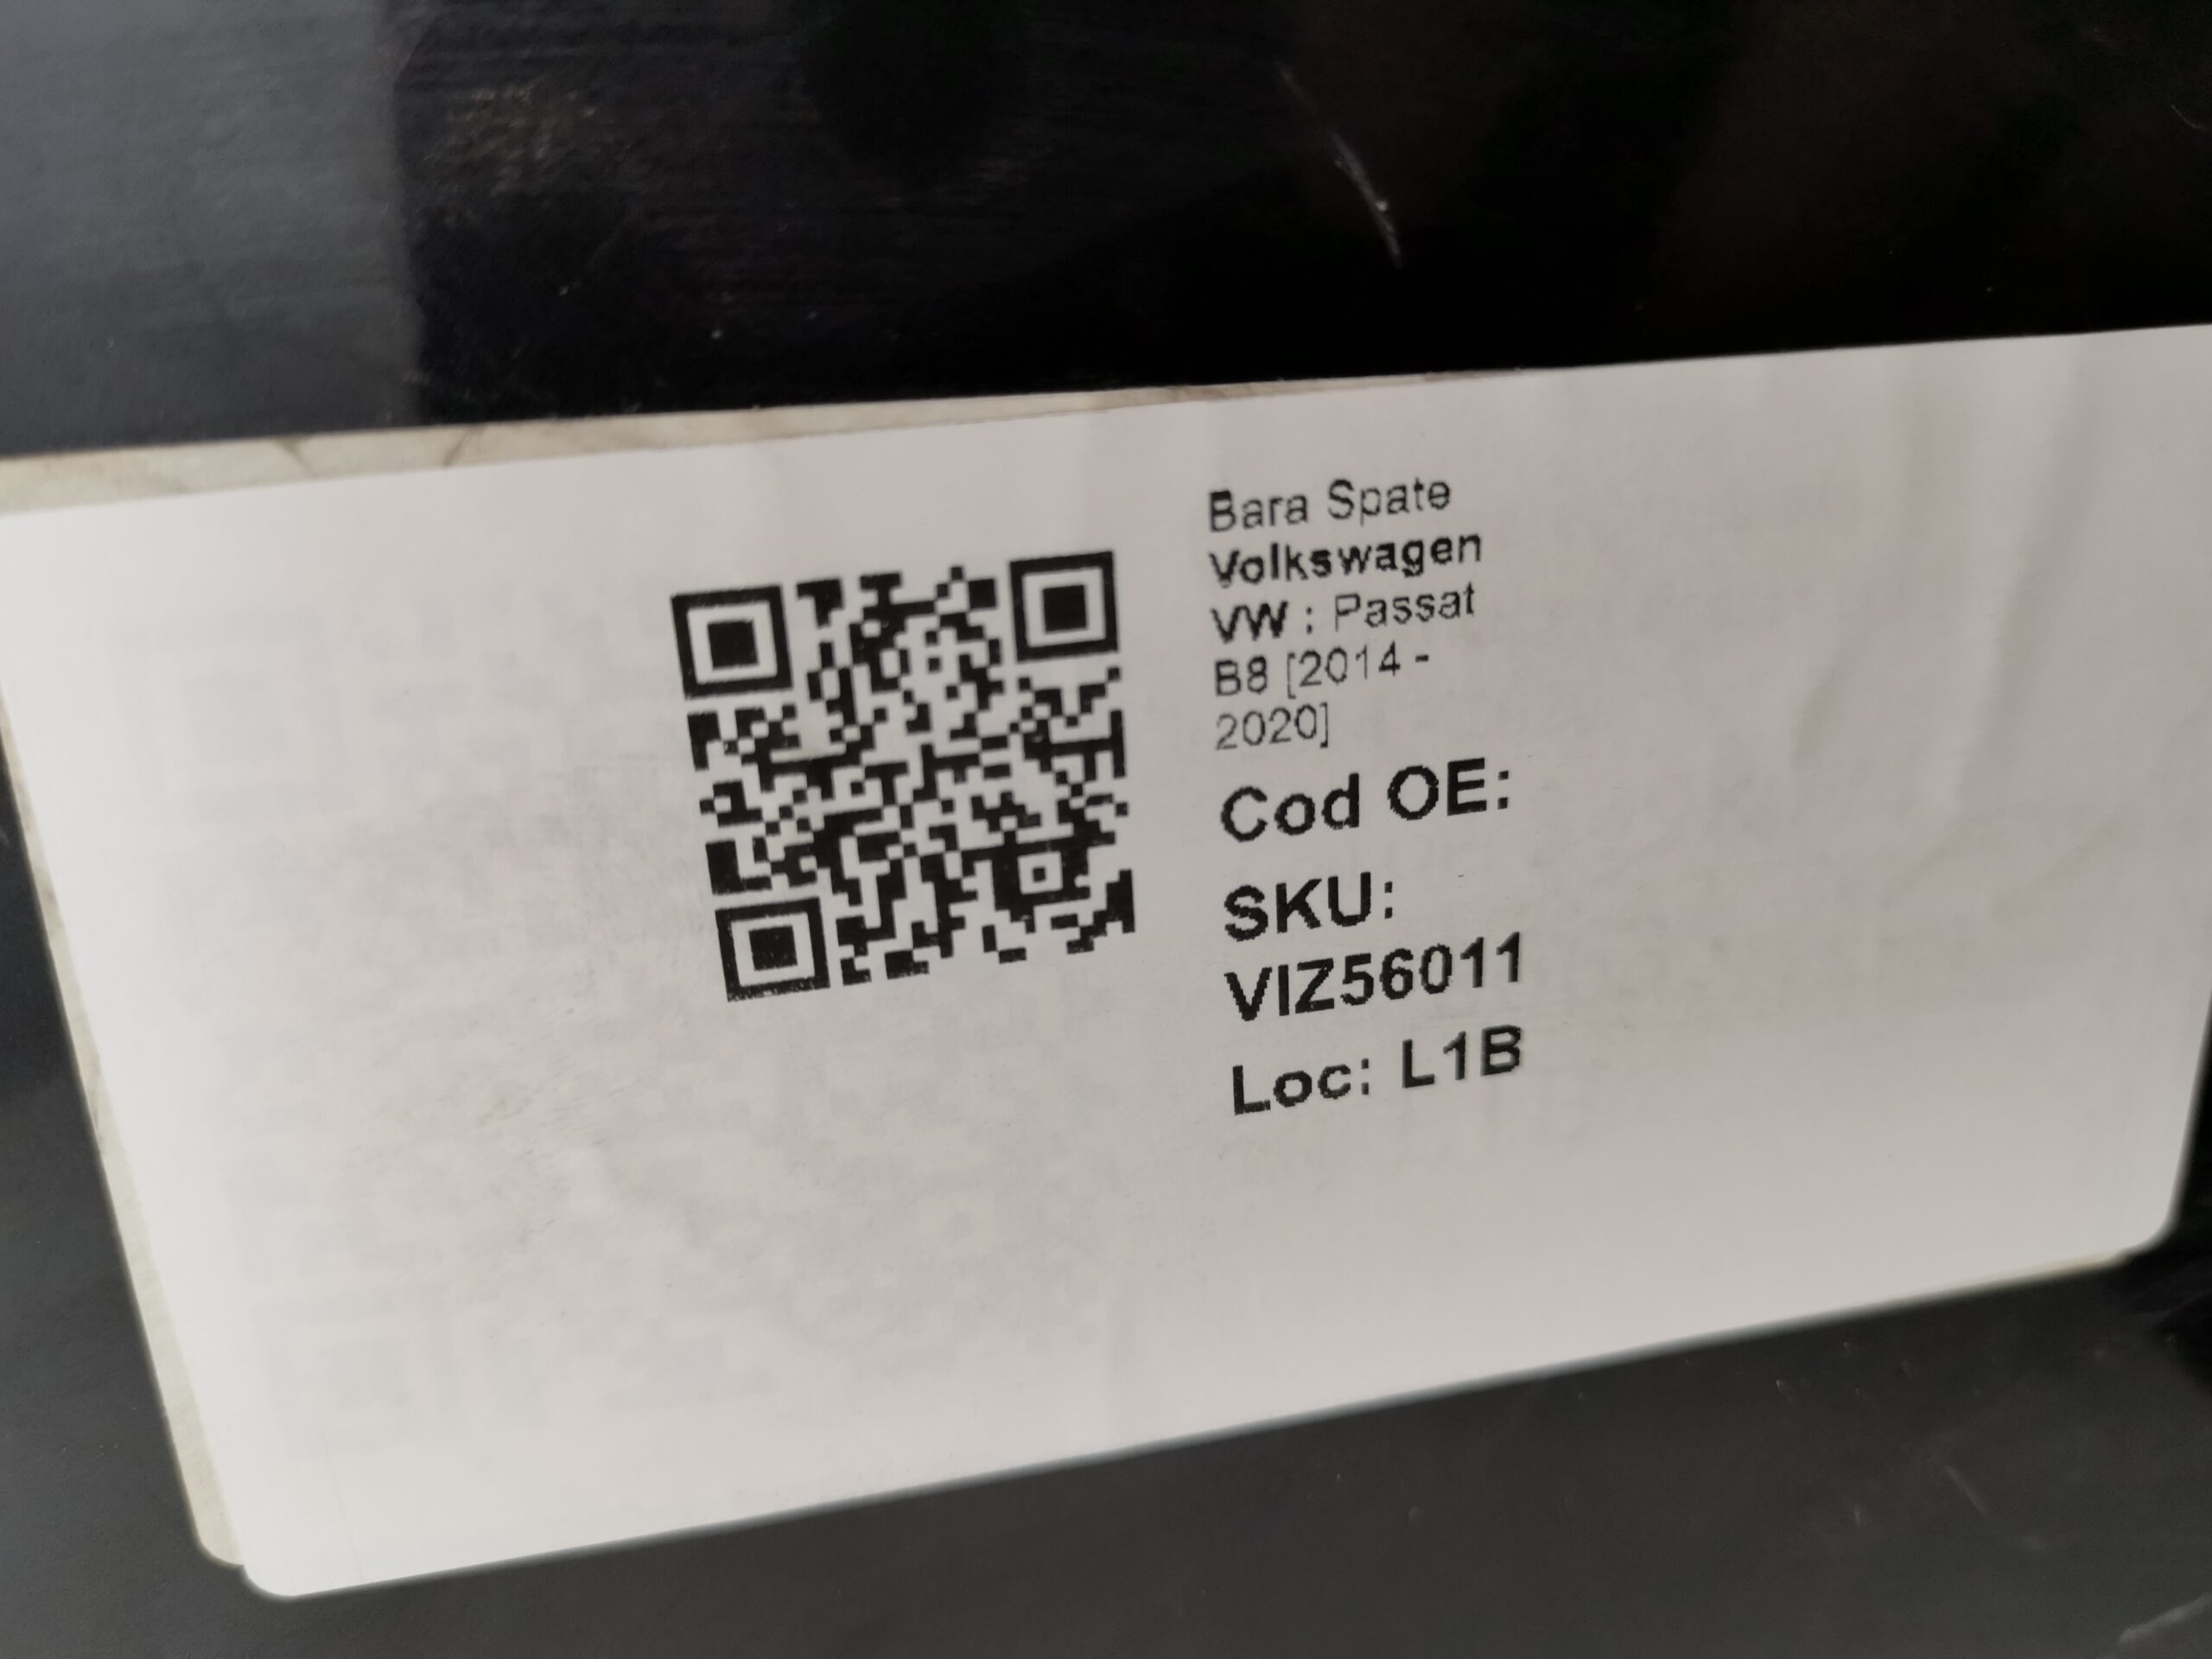 Bara Spate
Volkswagen
VW : Passat
B8 [2014 -
2020]
Cod OE:
SKU:
VIZ56011
Loc: L1B